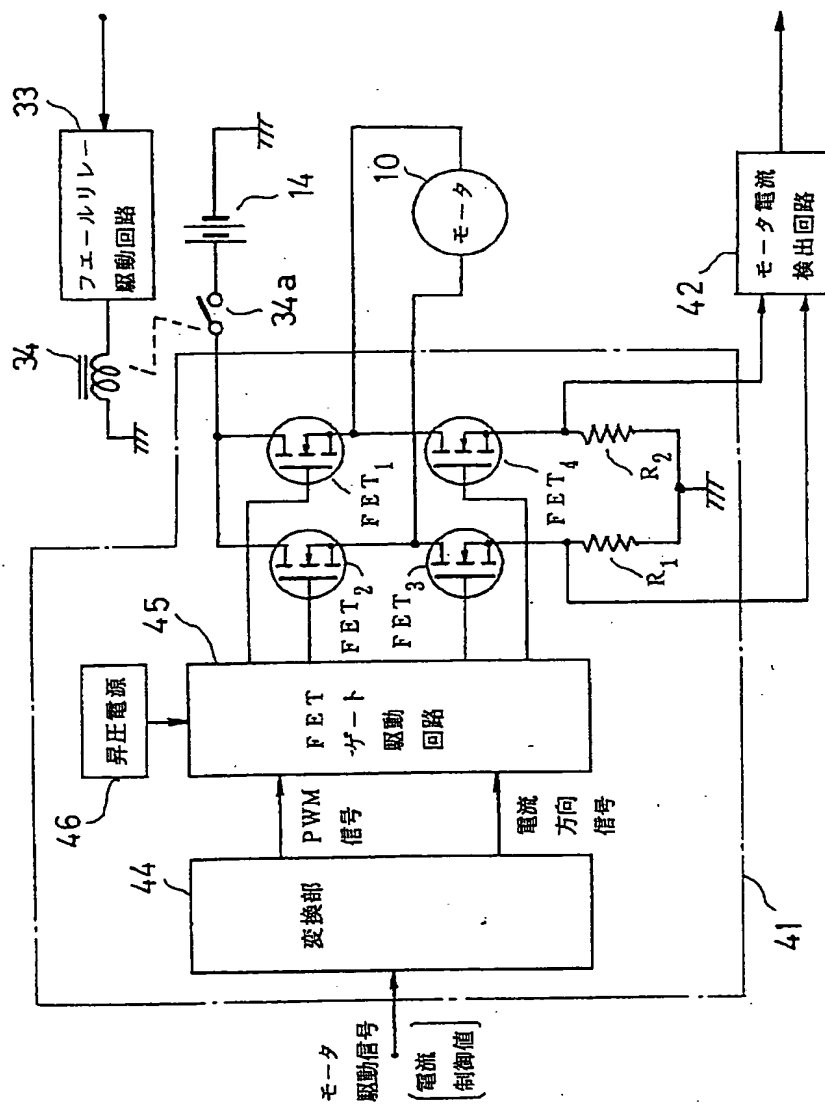 33
フエールリレー
駆動回路
34
14
34a
10
モータ
42
モータ電流
検出回路
FET1
FET2
FET3
FET4
R1
R2
45
昇圧電源
46
FET
ゲート
駆動
回路
PWM
信号
電流
方向
信号
44
変換部
41
モータ
駆動信号
電流
制御値